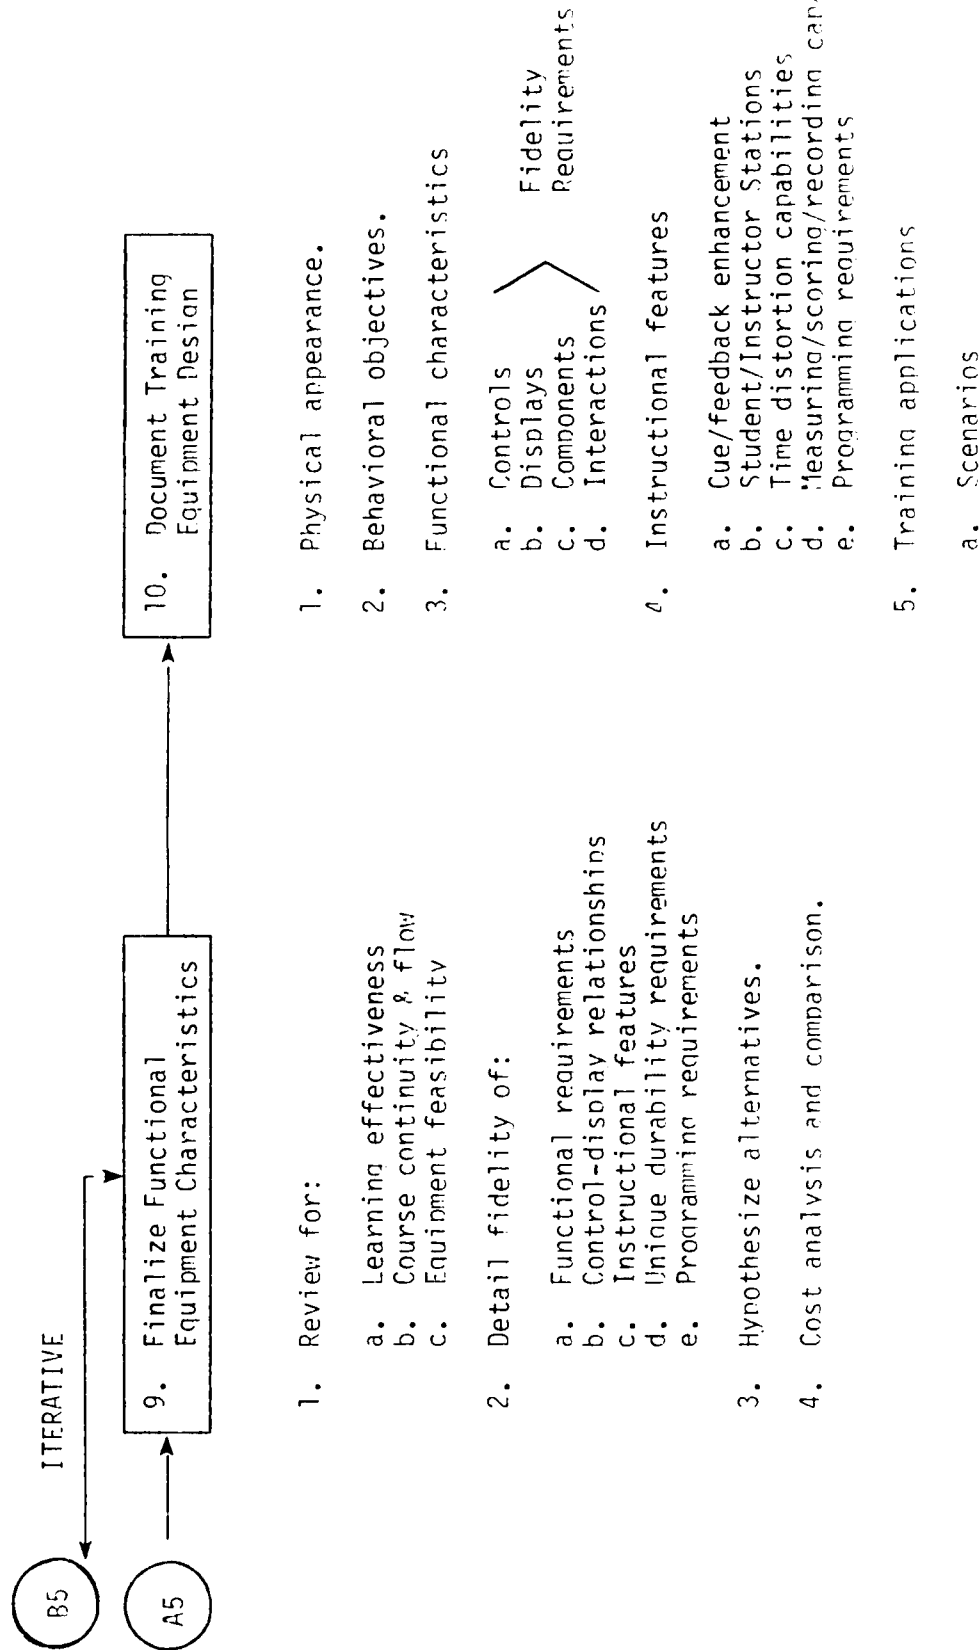 B5
ITERATIVE
A5
9. Finalize Functional
Equipment Characteristics
1. Review for:
a. Learning effectiveness
b. Course continuity & flow
c. Equipment feasibility
2. Detail fidelity of:
a. Functional requirements
b. Control-display relationships
c. Instructional features
d. Unique durability requirements
e. Programming requirements
3. Hypothesize alternatives.
4. Cost analysis and comparison.
10. Document Training
Equipment Design
1. Physical appearance.
2. Behavioral objectives.
3. Functional characteristics
a. Controls
b. Displays
c. Components
d. Interactions
Fidelity
Requirements
4. Instructional features
a. Cue/feedback enhancement
b. Student/Instructor Stations
c. Time distortion capabilities
d. Measuring/scoring/recording
e. Programming requirements
5. Training applications
a. Scenarios